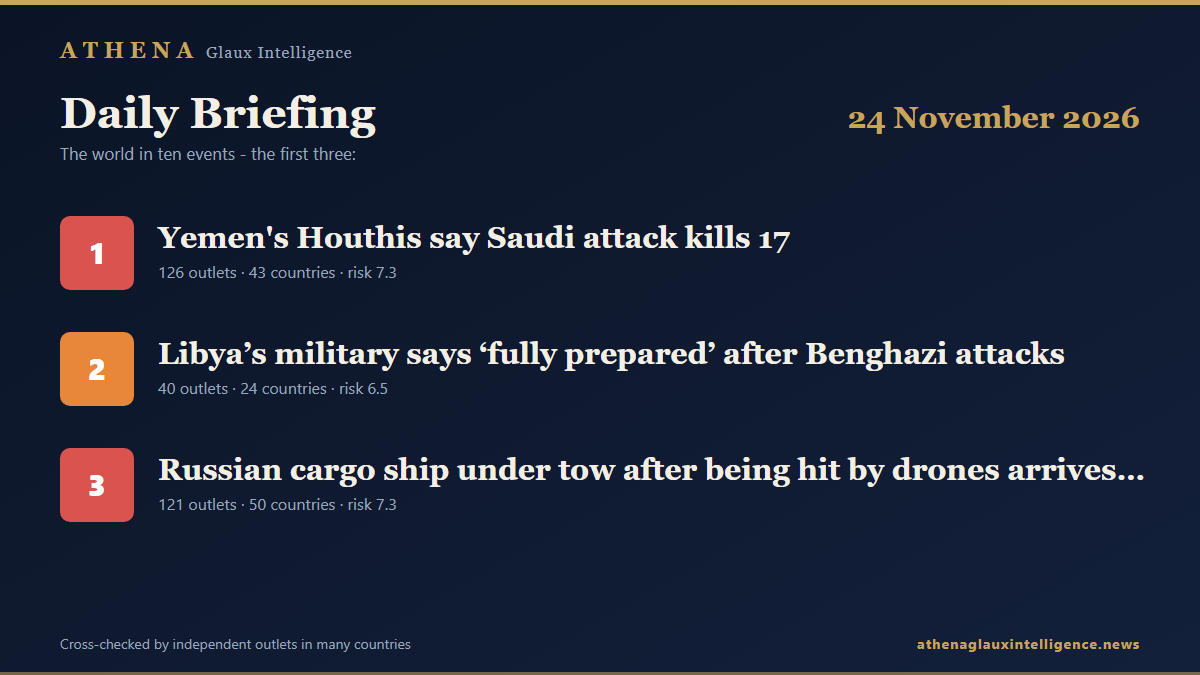 ATHENA Glaux Intelligence
Daily Briefing
24 November 2026
The world in ten events - the first three:
1
Yemen's Houthis say Saudi attack kills 17
126 outlets · 43 countries · risk 7.3
2
Libya’s military says ‘fully prepared’ after Benghazi attacks
40 outlets · 24 countries · risk 6.5
3
Russian cargo ship under tow after being hit by drones arrives...
121 outlets · 50 countries · risk 7.3
Cross-checked by independent outlets in many countries
athenaglauxintelligence.news